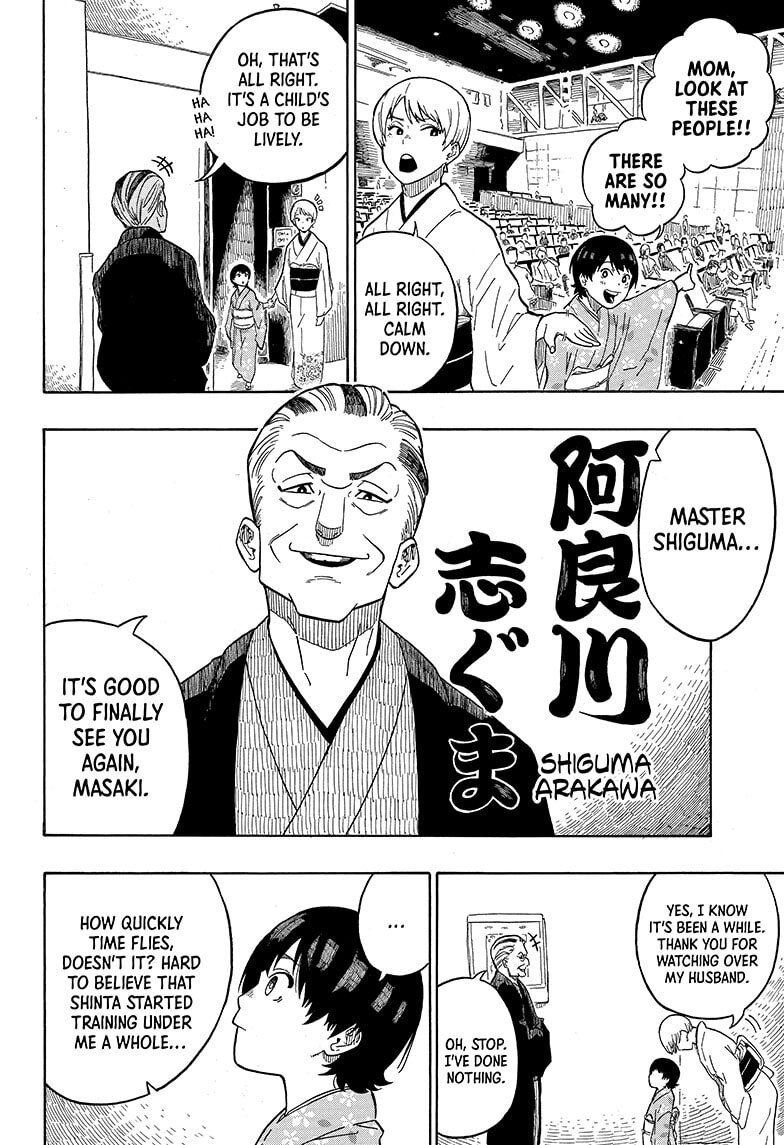 MOM,
LOOK AT
THESE
PEOPLE!!
THERE
ARE SO
MANY!!
ALL RIGHT,
ALL RIGHT.
CALM
DOWN.
OH, THAT'S
ALL RIGHT.
IT'S A CHILD'S
JOB TO BE
LIVELY.
HA
HA
HA!
MASTER
SHIGUMA...
阿良川
志ぐま
SHIGUMA
ARAKAWA
IT'S GOOD
TO FINALLY
SEE YOU
AGAIN,
MASAKI.
YES, I KNOW
IT'S BEEN A WHILE.
THANK YOU FOR
WATCHING OVER
MY HUSBAND.
OH, STOP.
I'VE DONE
NOTHING.
...
HOW QUICKLY
TIME FLIES,
DOESN'T IT? HARD
TO BELIEVE THAT
SHINTA STARTED
TRAINING UNDER
ME A WHOLE...